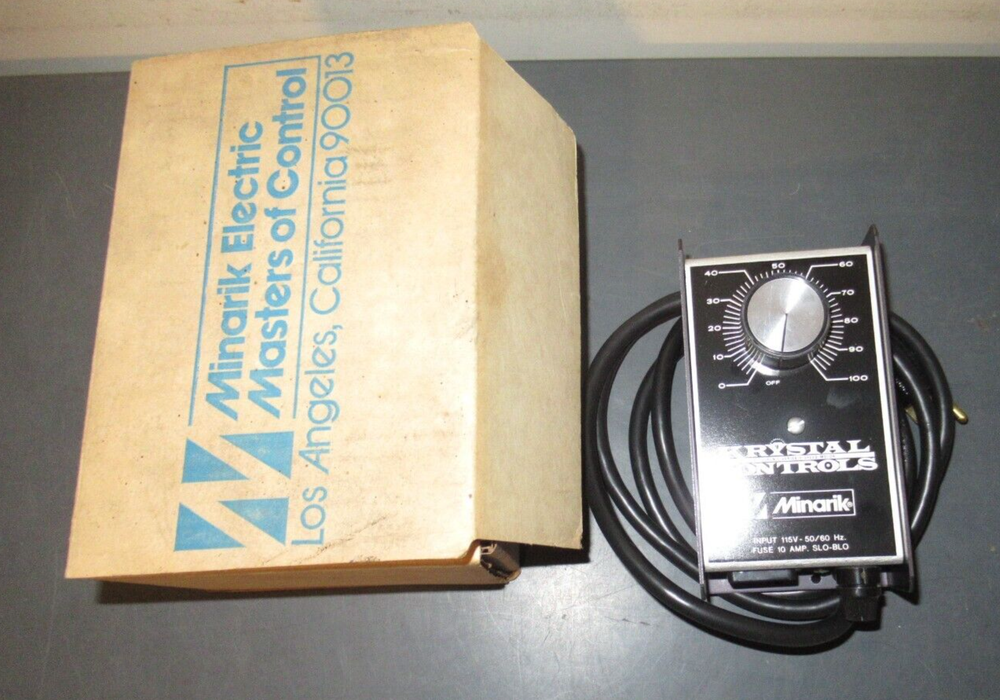 Minarik Electric
Masters of Control
Los Angeles, California 90013
50
40 60
30 70
20 80
10 90
0 OFF 100
KRYSTAL
CONTROLS
Minarik®
INPUT 115V - 50/60 Hz.
FUSE 10 AMP. SLO-BLO